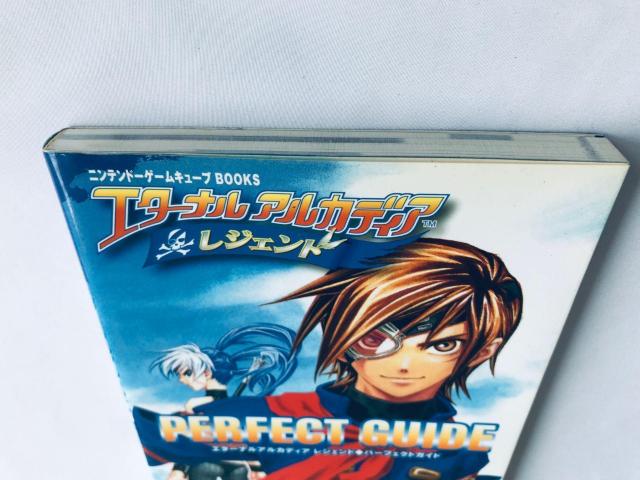 ニンテンドーゲームキューブ BOOKS
エターナル アルカディア™
レジェンド
PERFECT GUIDE
エターナルアルカディア レジェンド◆パーフェクトガイド